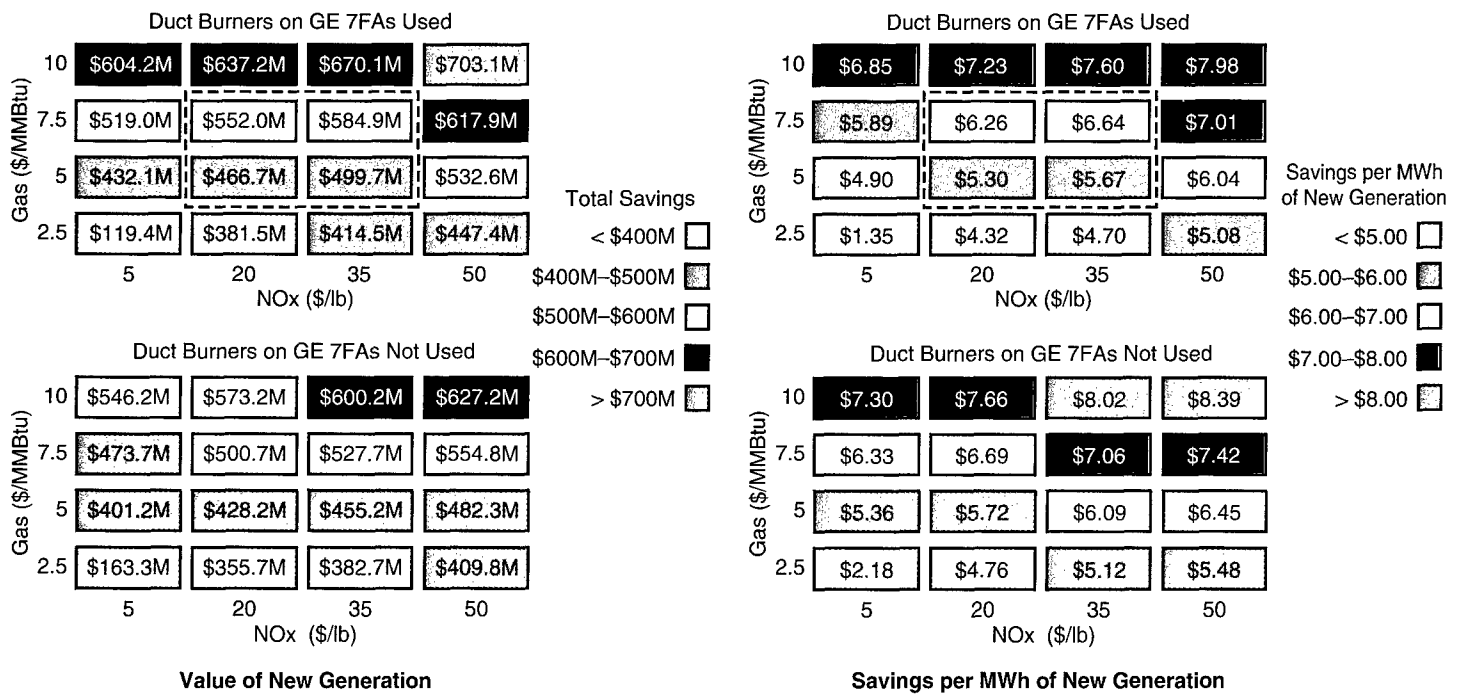 Duct Burners on GE 7FAs Used
Gas ($/MMBtu)
10 $604.2M $637.2M $670.1M $703.1M
7.5 $519.0M $552.0M $584.9M $617.9M
5 $432.1M $466.7M $499.7M $532.6M
2.5 $119.4M $381.5M $414.5M $447.4M
5 20 35 50
NOx ($/lb)
Duct Burners on GE 7FAs Not Used
Gas ($/MMBtu)
10 $546.2M $573.2M $600.2M $627.2M
7.5 $473.7M $500.7M $527.7M $554.8M
5 $401.2M $428.2M $455.2M $482.3M
2.5 $163.3M $355.7M $382.7M $409.8M
5 20 35 50
NOx ($/lb)
Value of New Generation
Total Savings
< $400M
$400M–$500M
$500M–$600M
$600M–$700M
> $700M
Duct Burners on GE 7FAs Used
Gas ($/MMBtu)
10 $6.85 $7.23 $7.60 $7.98
7.5 $5.89 $6.26 $6.64 $7.01
5 $4.90 $5.30 $5.67 $6.04
2.5 $1.35 $4.32 $4.70 $5.08
5 20 35 50
NOx ($/lb)
Duct Burners on GE 7FAs Not Used
Gas ($/MMBtu)
10 $7.30 $7.66 $8.02 $8.39
7.5 $6.33 $6.69 $7.06 $7.42
5 $5.36 $5.72 $6.09 $6.45
2.5 $2.18 $4.76 $5.12 $5.48
5 20 35 50
NOx ($/lb)
Savings per MWh of New Generation
Savings per MWh
of New Generation
< $5.00
$5.00–$6.00
$6.00–$7.00
$7.00–$8.00
> $8.00